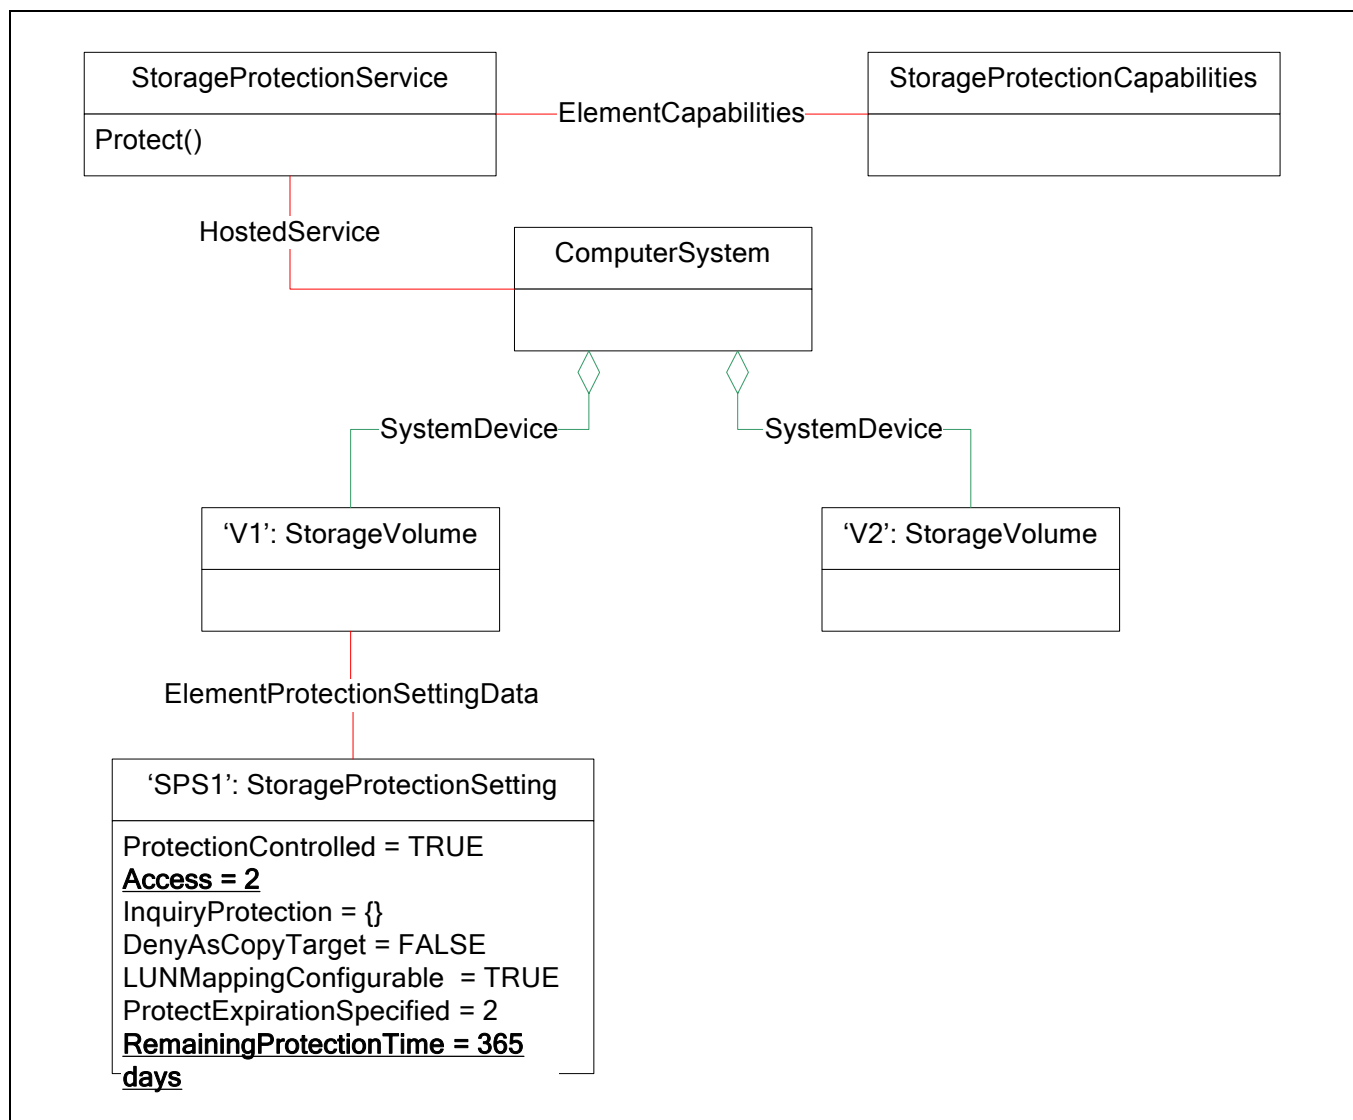 StorageProtectionService
Protect()
ElementCapabilities
StorageProtectionCapabilities
HostedService
ComputerSystem
SystemDevice
SystemDevice
‘V1’: StorageVolume
‘V2’: StorageVolume
ElementProtectionSettingData
‘SPS1’: StorageProtectionSetting
ProtectionControlled = TRUE
Access = 2
InquiryProtection = {}
DenyAsCopyTarget = FALSE
LUNMappingConfigurable  = TRUE
ProtectExpirationSpecified = 2
RemainingProtectionTime = 365
days